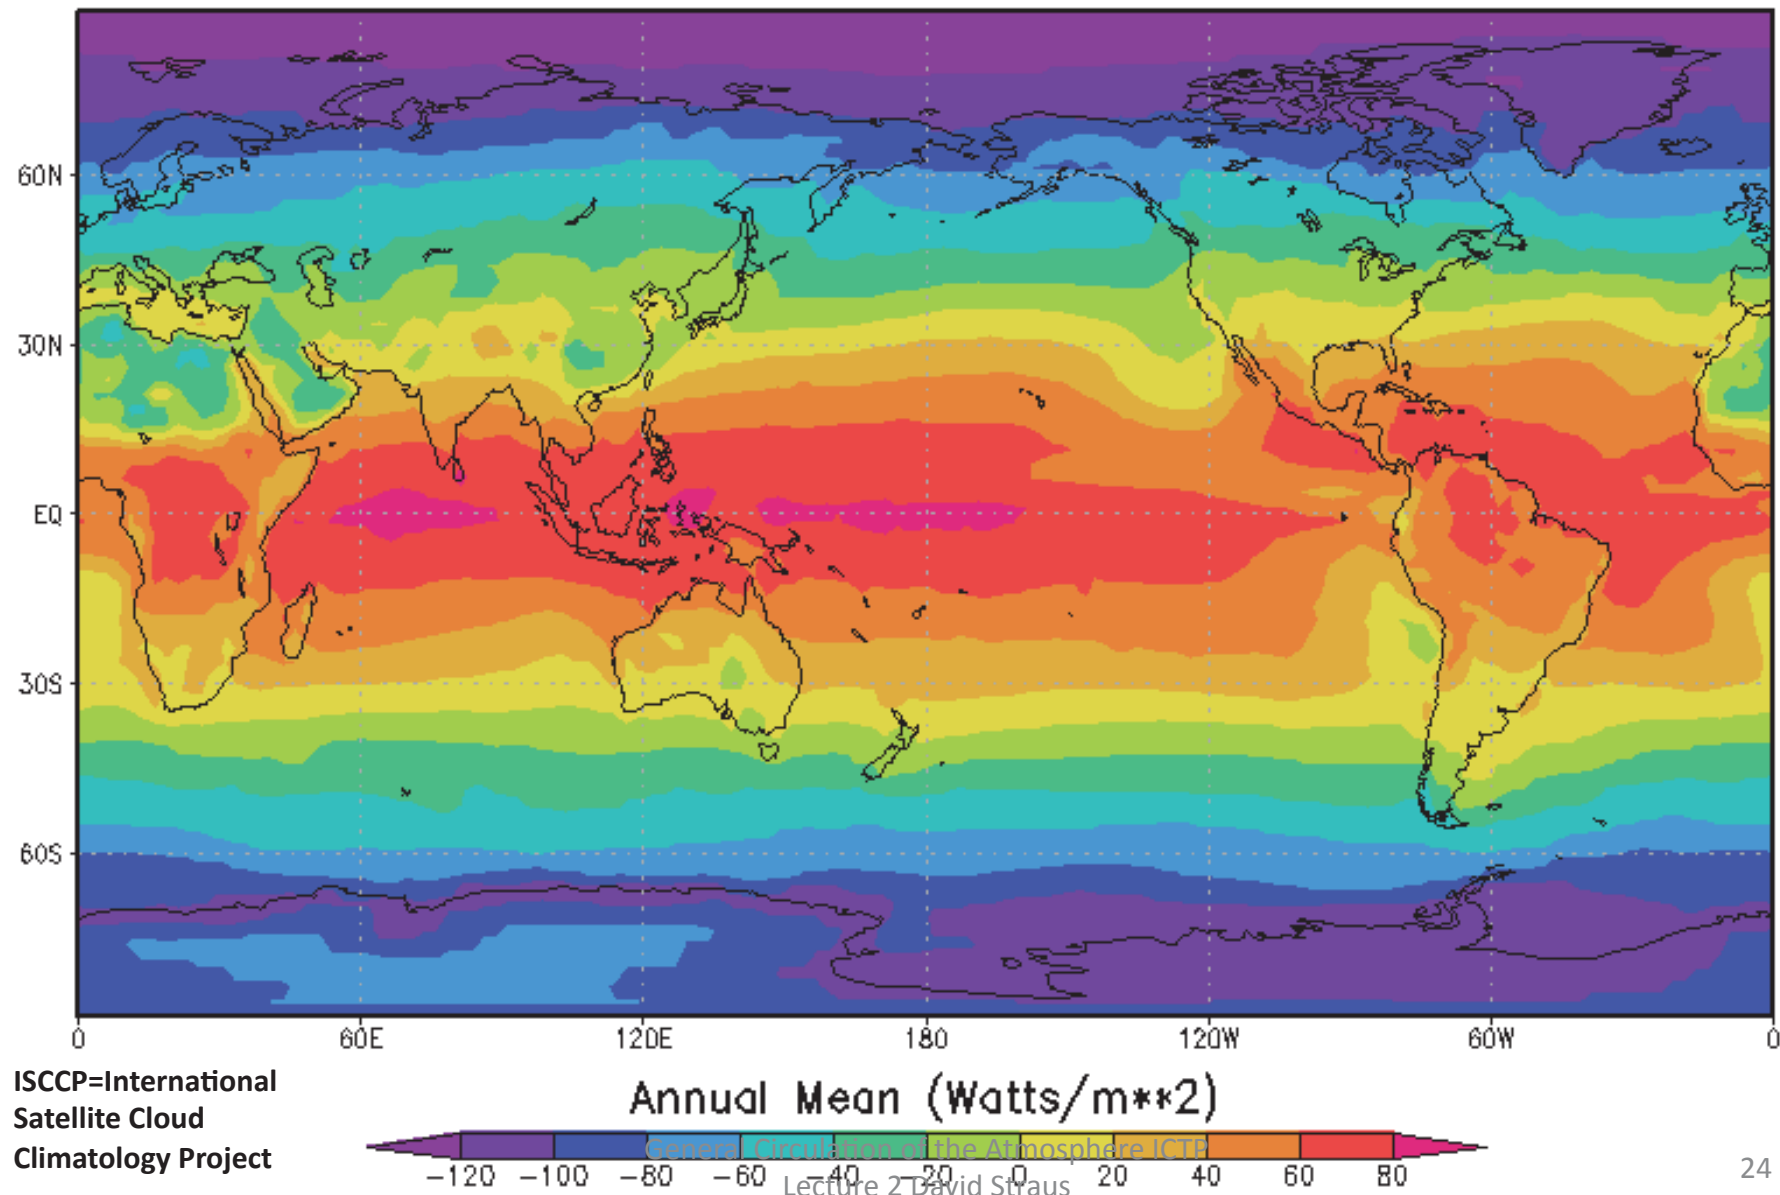 60N
30N
EQ
30S
60S
0 60E 120E 180 120W 60W 0
ISCCP=International
Satellite Cloud
Climatology Project
Annual Mean (Watts/m**2)
General Circulation of the Atmosphere ICTP
Lecture 2 David Straus
-120 -100 -80 -60 -40 -20 0 20 40 60 80
24